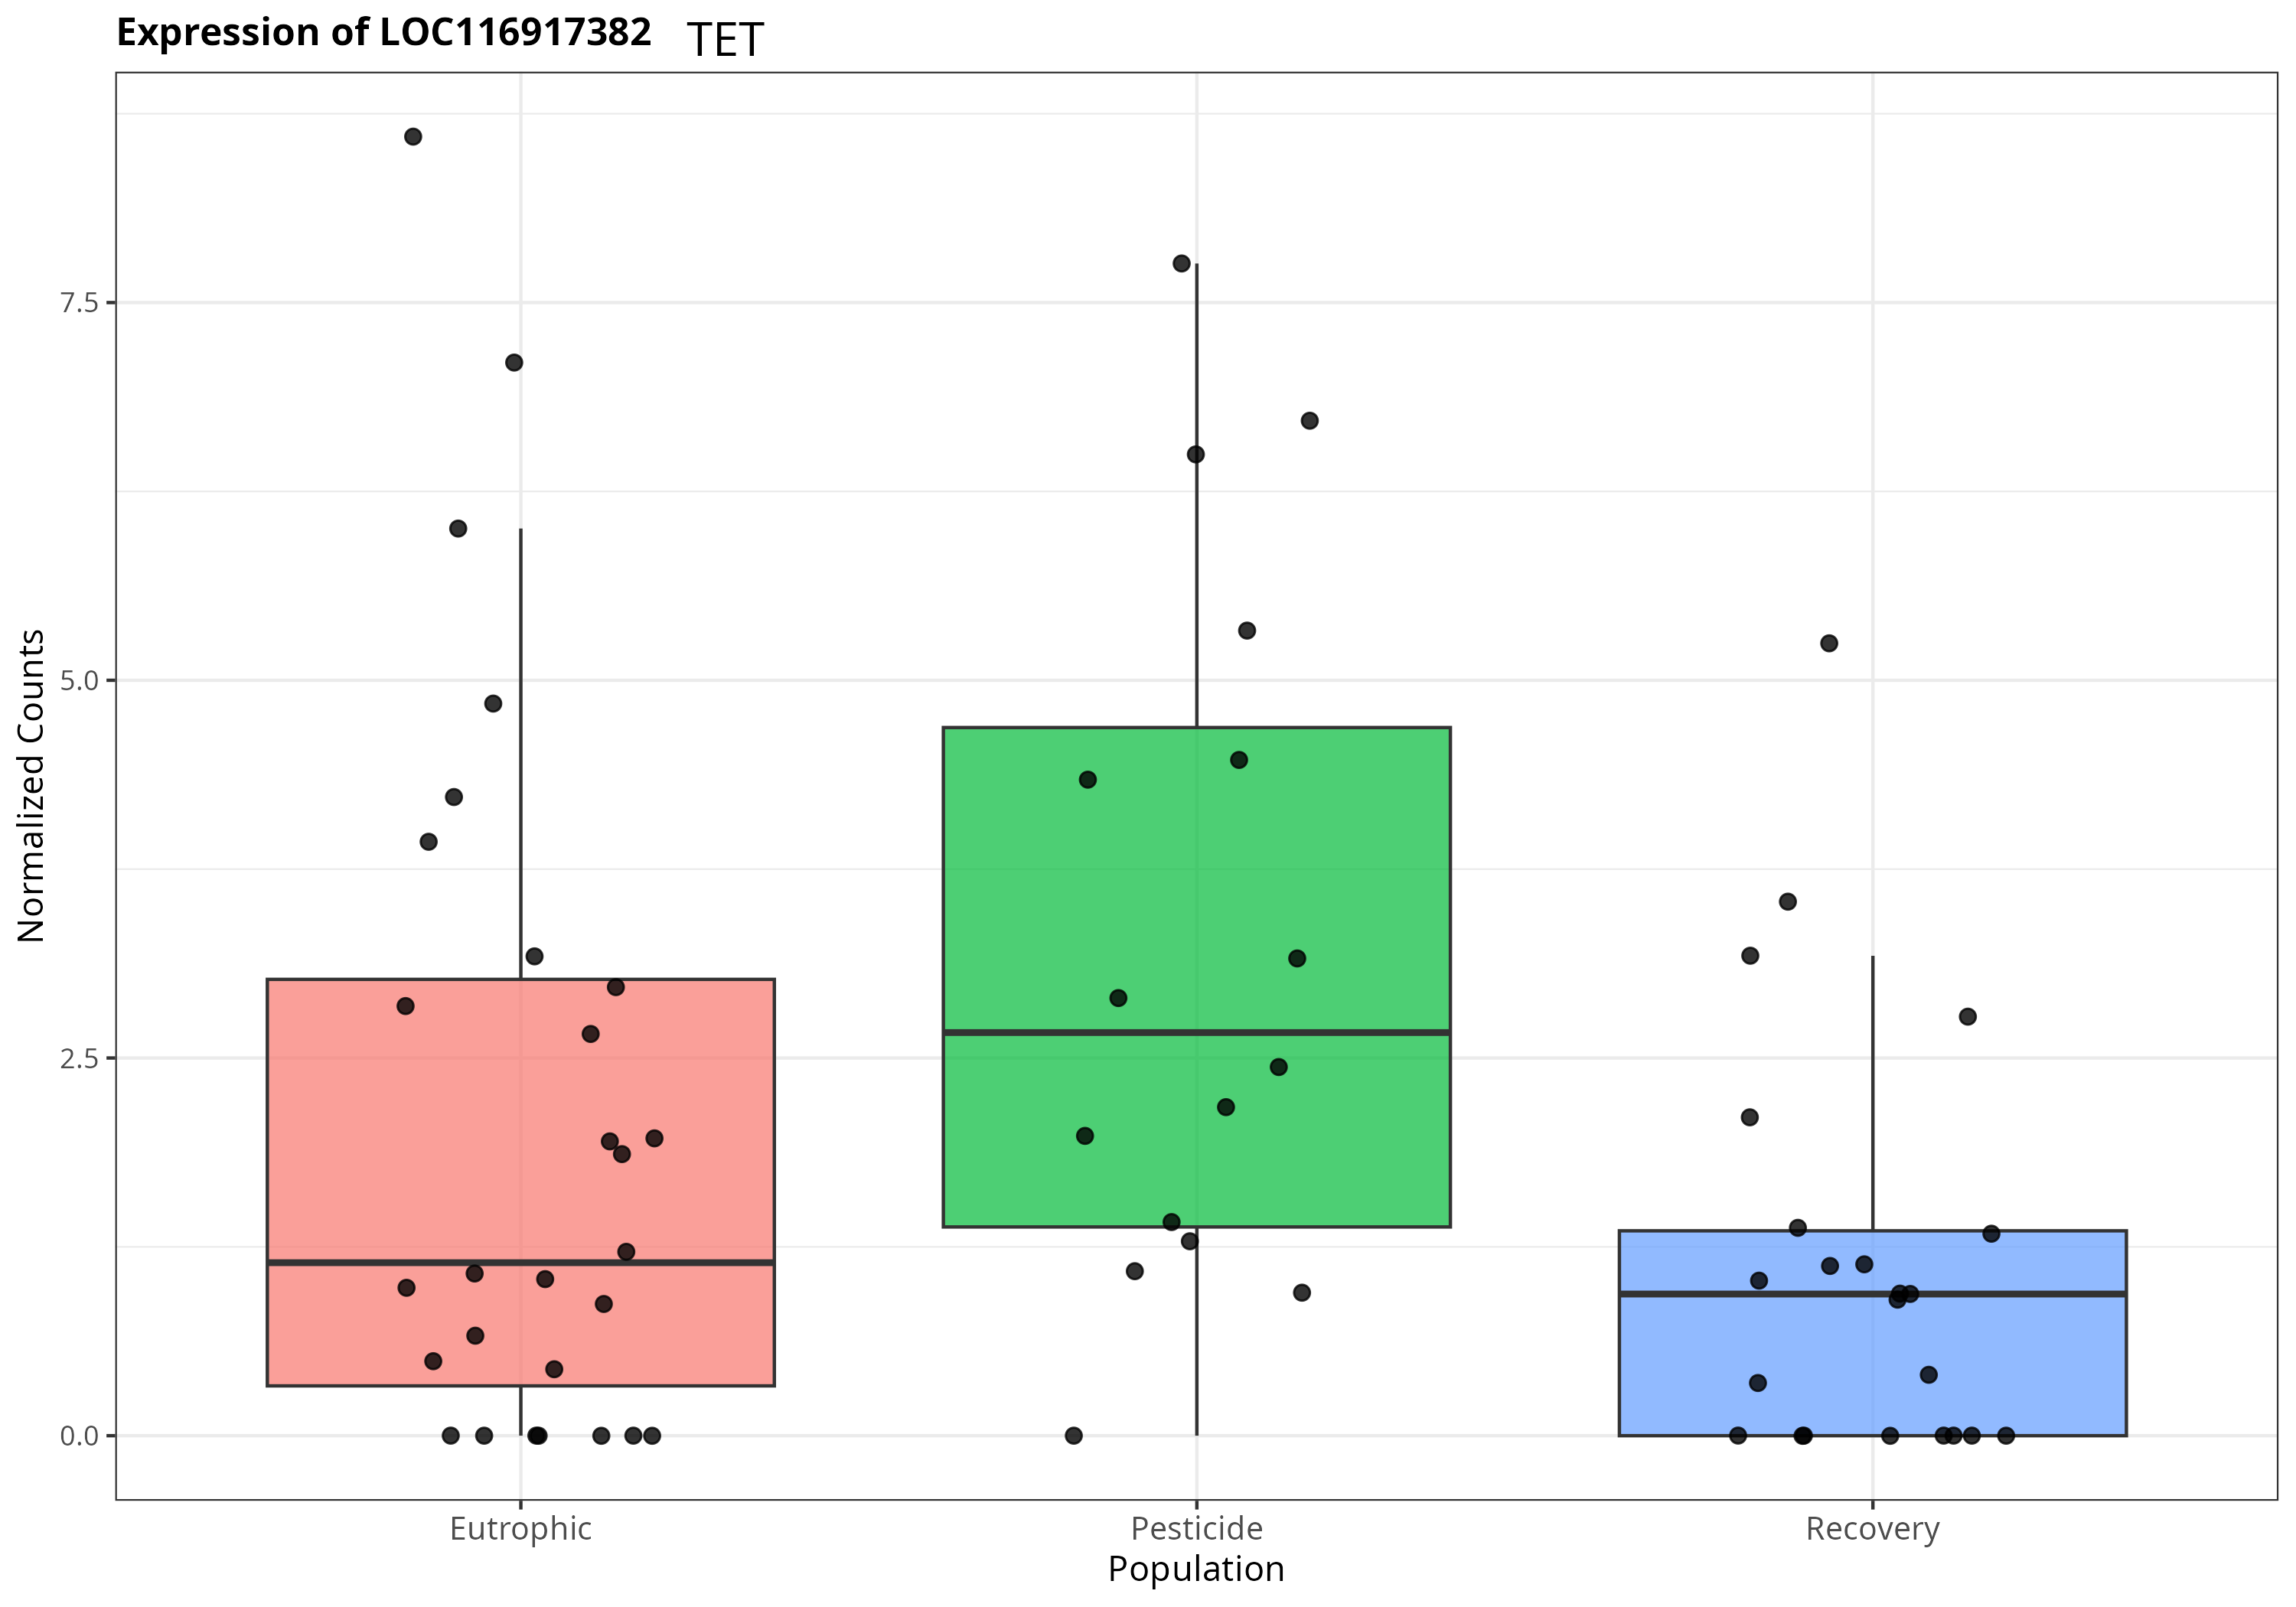 Expression of LOC116917382 TET
Normalized Counts
7.5
5.0
2.5
0.0
Eutrophic Pesticide Recovery
Population